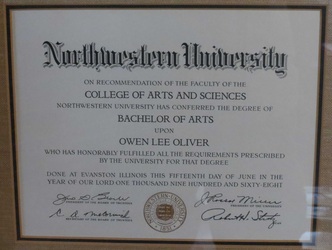 Northwestern University
ON RECOMMENDATION OF THE FACULTY OF THE
COLLEGE OF ARTS AND SCIENCES
NORTHWESTERN UNIVERSITY HAS CONFERRED THE DEGREE OF
BACHELOR OF ARTS
UPON
OWEN LEE OLIVER
WHO HAS HONORABLY FULFILLED ALL THE REQUIREMENTS PRESCRIBED
BY THE UNIVERSITY FOR THAT DEGREE
DONE AT EVANSTON ILLINOIS THIS FIFTEENTH DAY OF JUNE IN THE
YEAR OF OUR LORD ONE THOUSAND NINE HUNDRED AND SIXTY EIGHT